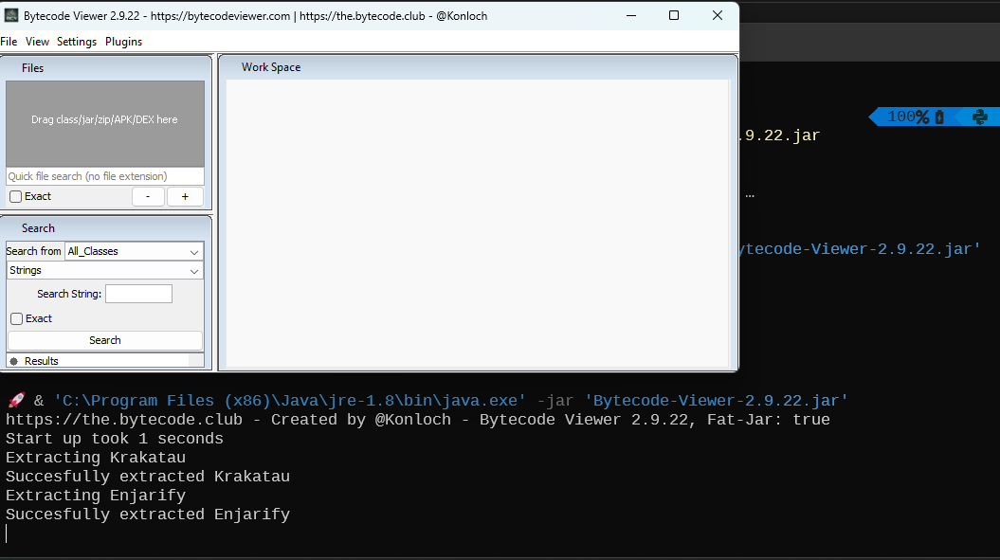 Bytecode Viewer 2.9.22 - https://bytecodeviewer.com | https://the.bytecode.club - @Konloch
File View Settings Plugins
Files
Drag class/jar/zip/APK/DEX here
Quick file search (no file extension)
Exact
-
+
Search
Search from All_Classes
Strings
Search String:
Exact
Search
Results
Work Space
100%
.9.22.jar
…
ytecode-Viewer-2.9.22.jar'
🚀 & 'C:\Program Files (x86)\Java\jre-1.8\bin\java.exe' -jar 'Bytecode-Viewer-2.9.22.jar'
https://the.bytecode.club - Created by @Konloch - Bytecode Viewer 2.9.22, Fat-Jar: true
Start up took 1 seconds
Extracting Krakatau
Succesfully extracted Krakatau
Extracting Enjarify
Succesfully extracted Enjarify